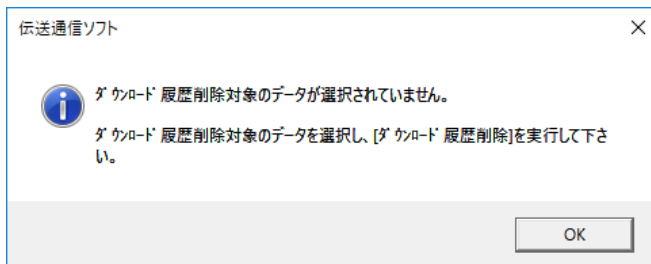 伝送通信ソフト
ﾀﾞｳﾝﾛｰﾄﾞ履歴削除対象のデータが選択されていません。
ﾀﾞｳﾝﾛｰﾄﾞ履歴削除対象のデータを選択し、[ﾀﾞｳﾝﾛｰﾄﾞ履歴削除]を実行して下さ
い。
OK